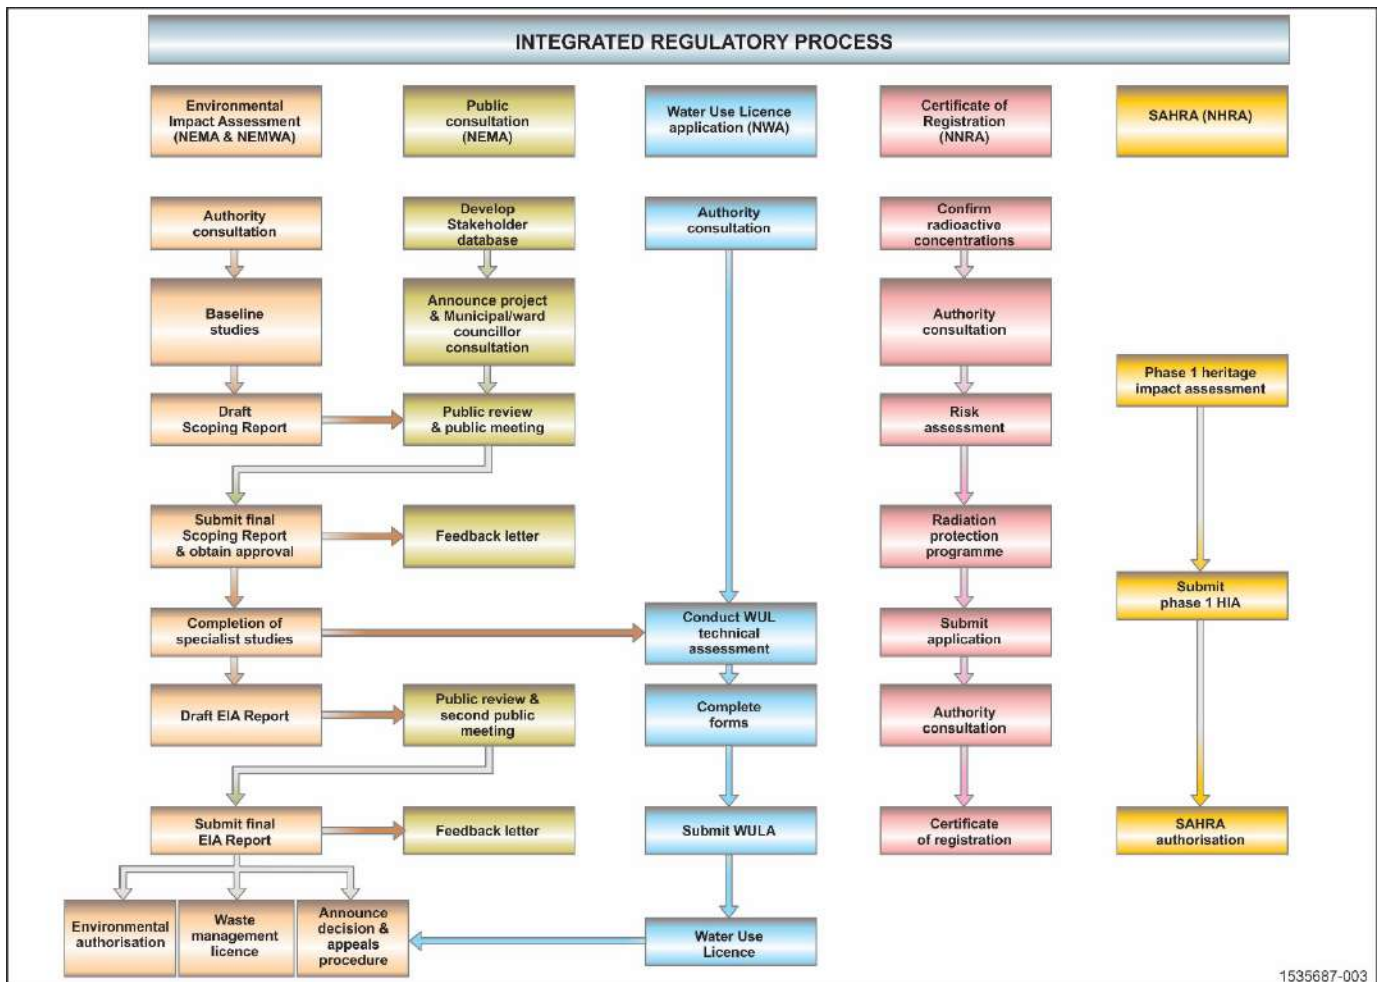 INTEGRATED REGULATORY PROCESS
Environmental
Impact Assessment
(NEMA & NEMWA)
Public
consultation
(NEMA)
Water Use Licence
application (NWA)
Certificate of
Registration
(NNRA)
SAHRA (NHRA)
Authority
consultation
Develop
Stakeholder
database
Authority
consultation
Confirm
radioactive
concentrations
Baseline
studies
Announce project
& Municipal/ward
councillor
consultation
Authority
consultation
Phase 1 heritage
impact assessment
Draft
Scoping Report
Public review
& public meeting
Risk
assessment
Submit final
Scoping Report
& obtain approval
Feedback letter
Radiation
protection
programme
Submit
phase 1 HIA
Completion of
specialist studies
Conduct WUL
technical
assessment
Submit
application
Draft EIA Report
Public review &
second public
meeting
Complete
forms
Authority
consultation
Submit final
EIA Report
Feedback letter
Submit WULA
Certificate
of registration
SAHRA
authorisation
Environmental
authorisation
Waste
management
licence
Announce
decision &
appeals
procedure
Water Use
Licence
1535687-003